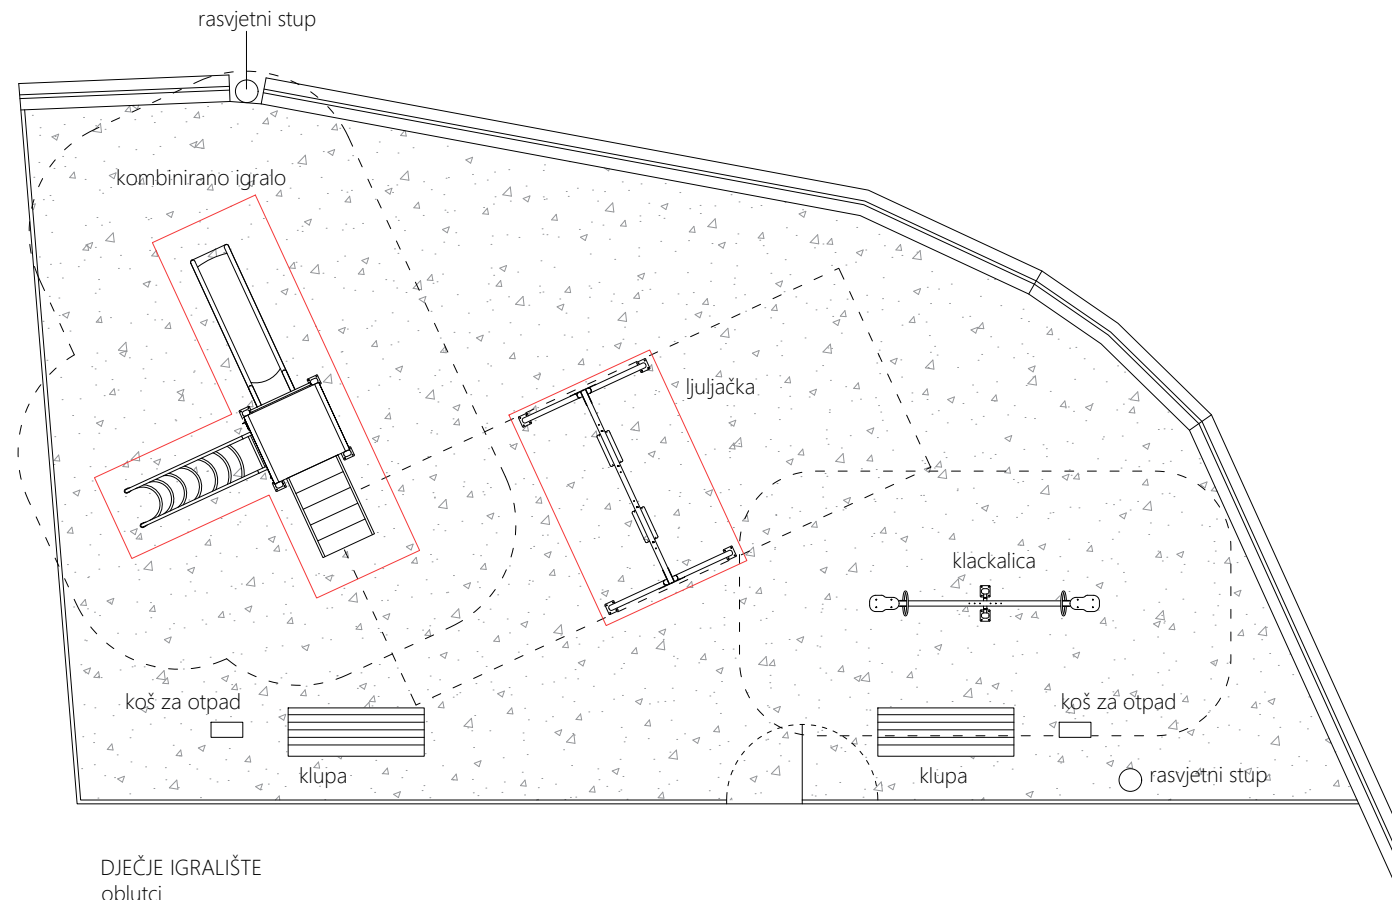 rasvjetni stup
kombinirano igralo
ljuljačka
klackalica
koš za otpad
koš za otpad
klupa
klupa
rasvjetni stup
DJEČJE IGRALIŠTE
oblutci